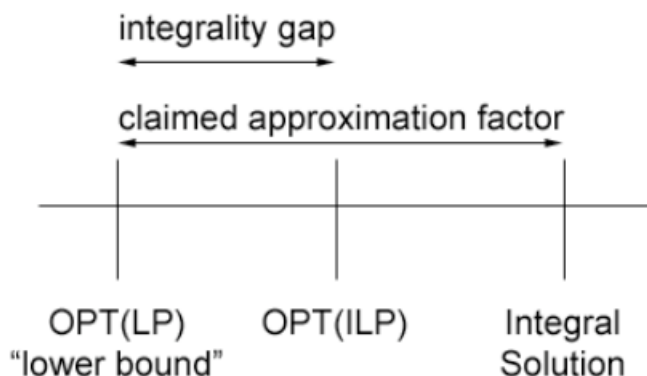 integrality gap
claimed approximation factor
OPT(LP) OPT(ILP) Integral
“lower bound” Solution